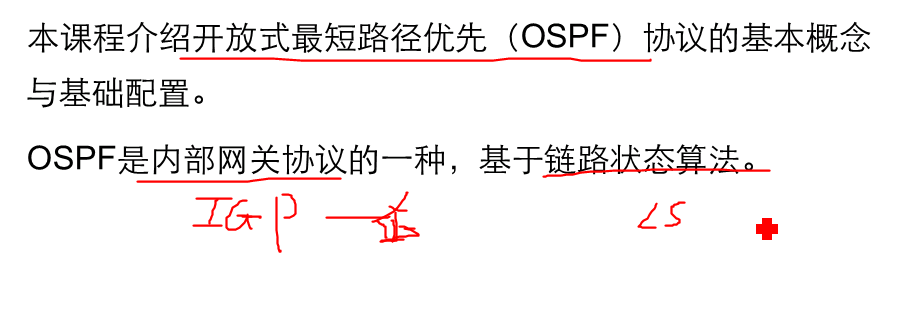 本课程介绍开放式最短路径优先（OSPF）协议的基本概念
与基础配置。
OSPF是内部网关协议的一种，基于链路状态算法。
IGP LS